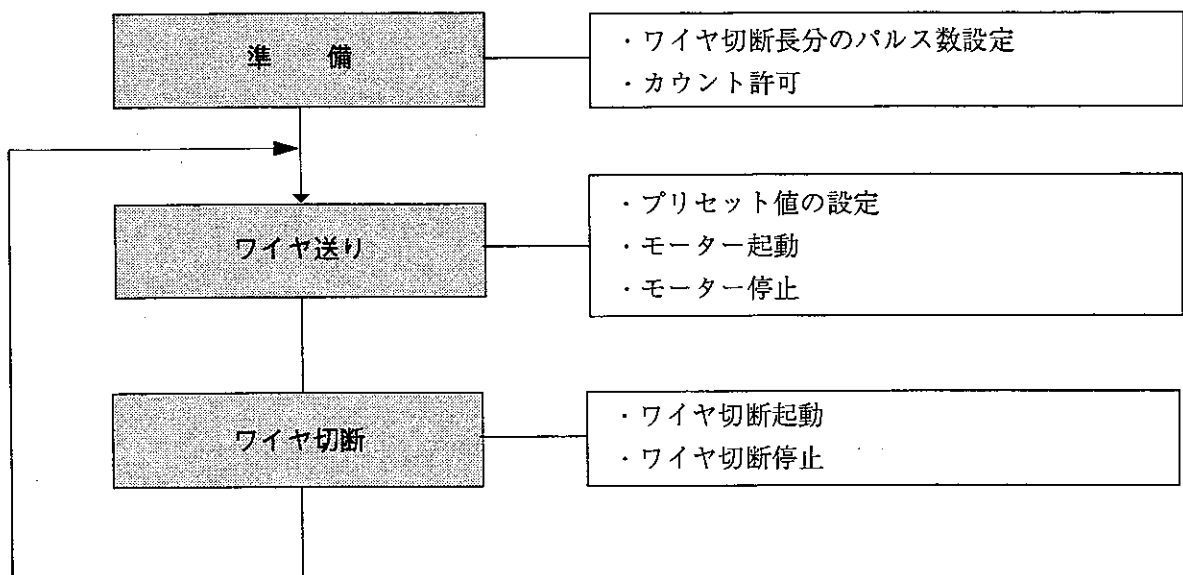 準　備
・ワイヤ切断長分のパルス数設定
・カウント許可
ワイヤ送り
・プリセット値の設定
・モーター起動
・モーター停止
ワイヤ切断
・ワイヤ切断起動
・ワイヤ切断停止